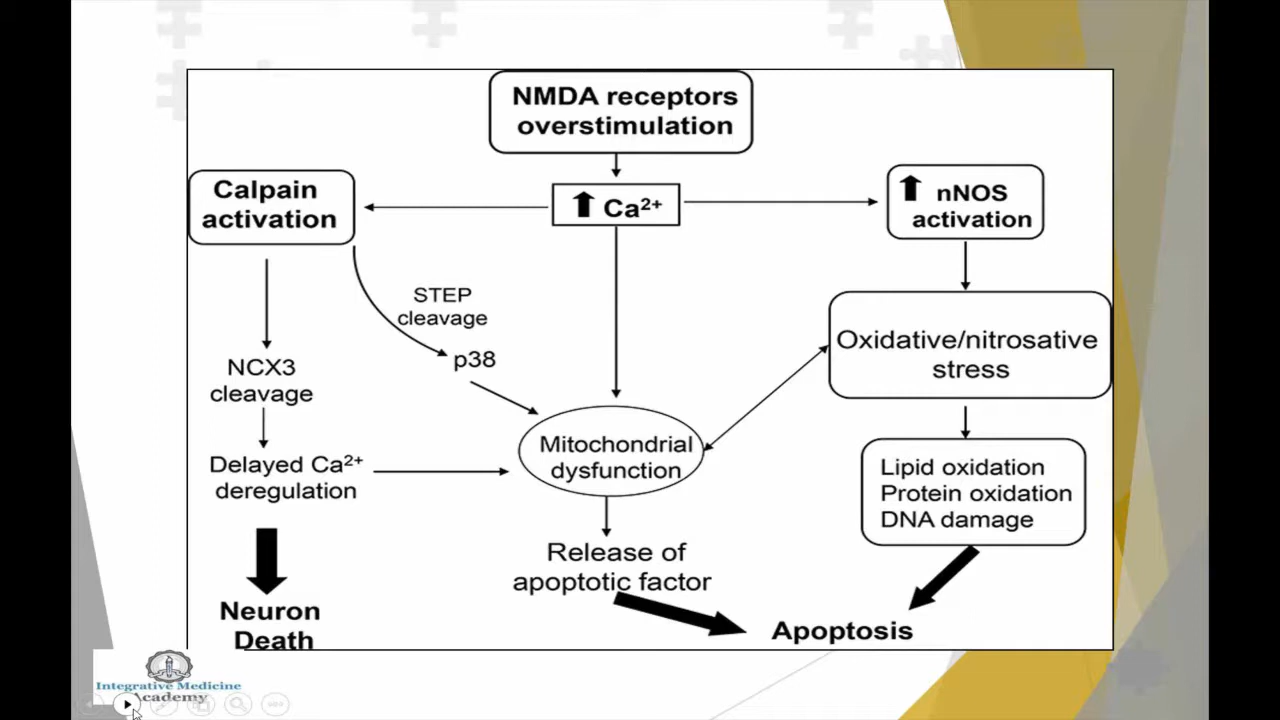 NMDA receptors
overstimulation
Calpain
activation
⬆ Ca²⁺
⬆ nNOS
activation
STEP
cleavage
p38
NCX3
cleavage
Oxidative/nitrosative
stress
Mitochondrial
dysfunction
Delayed Ca²⁺
deregulation
Lipid oxidation
Protein oxidation
DNA damage
Release of
apoptotic factor
Neuron
Death
Apoptosis
Integrative Medicine
Academy